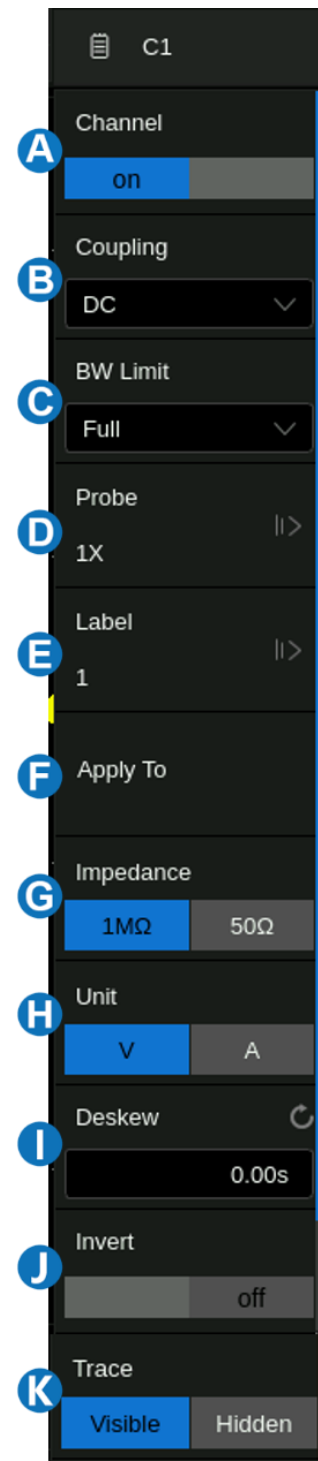 C1
Channel
A
on
Coupling
B
DC
BW Limit
C
Full
Probe
D
1X
Label
E
1
F Apply To
Impedance
G
1MΩ 50Ω
Unit
H
V A
Deskew
I
0.00s
Invert
J
off
Trace
K
Visible Hidden